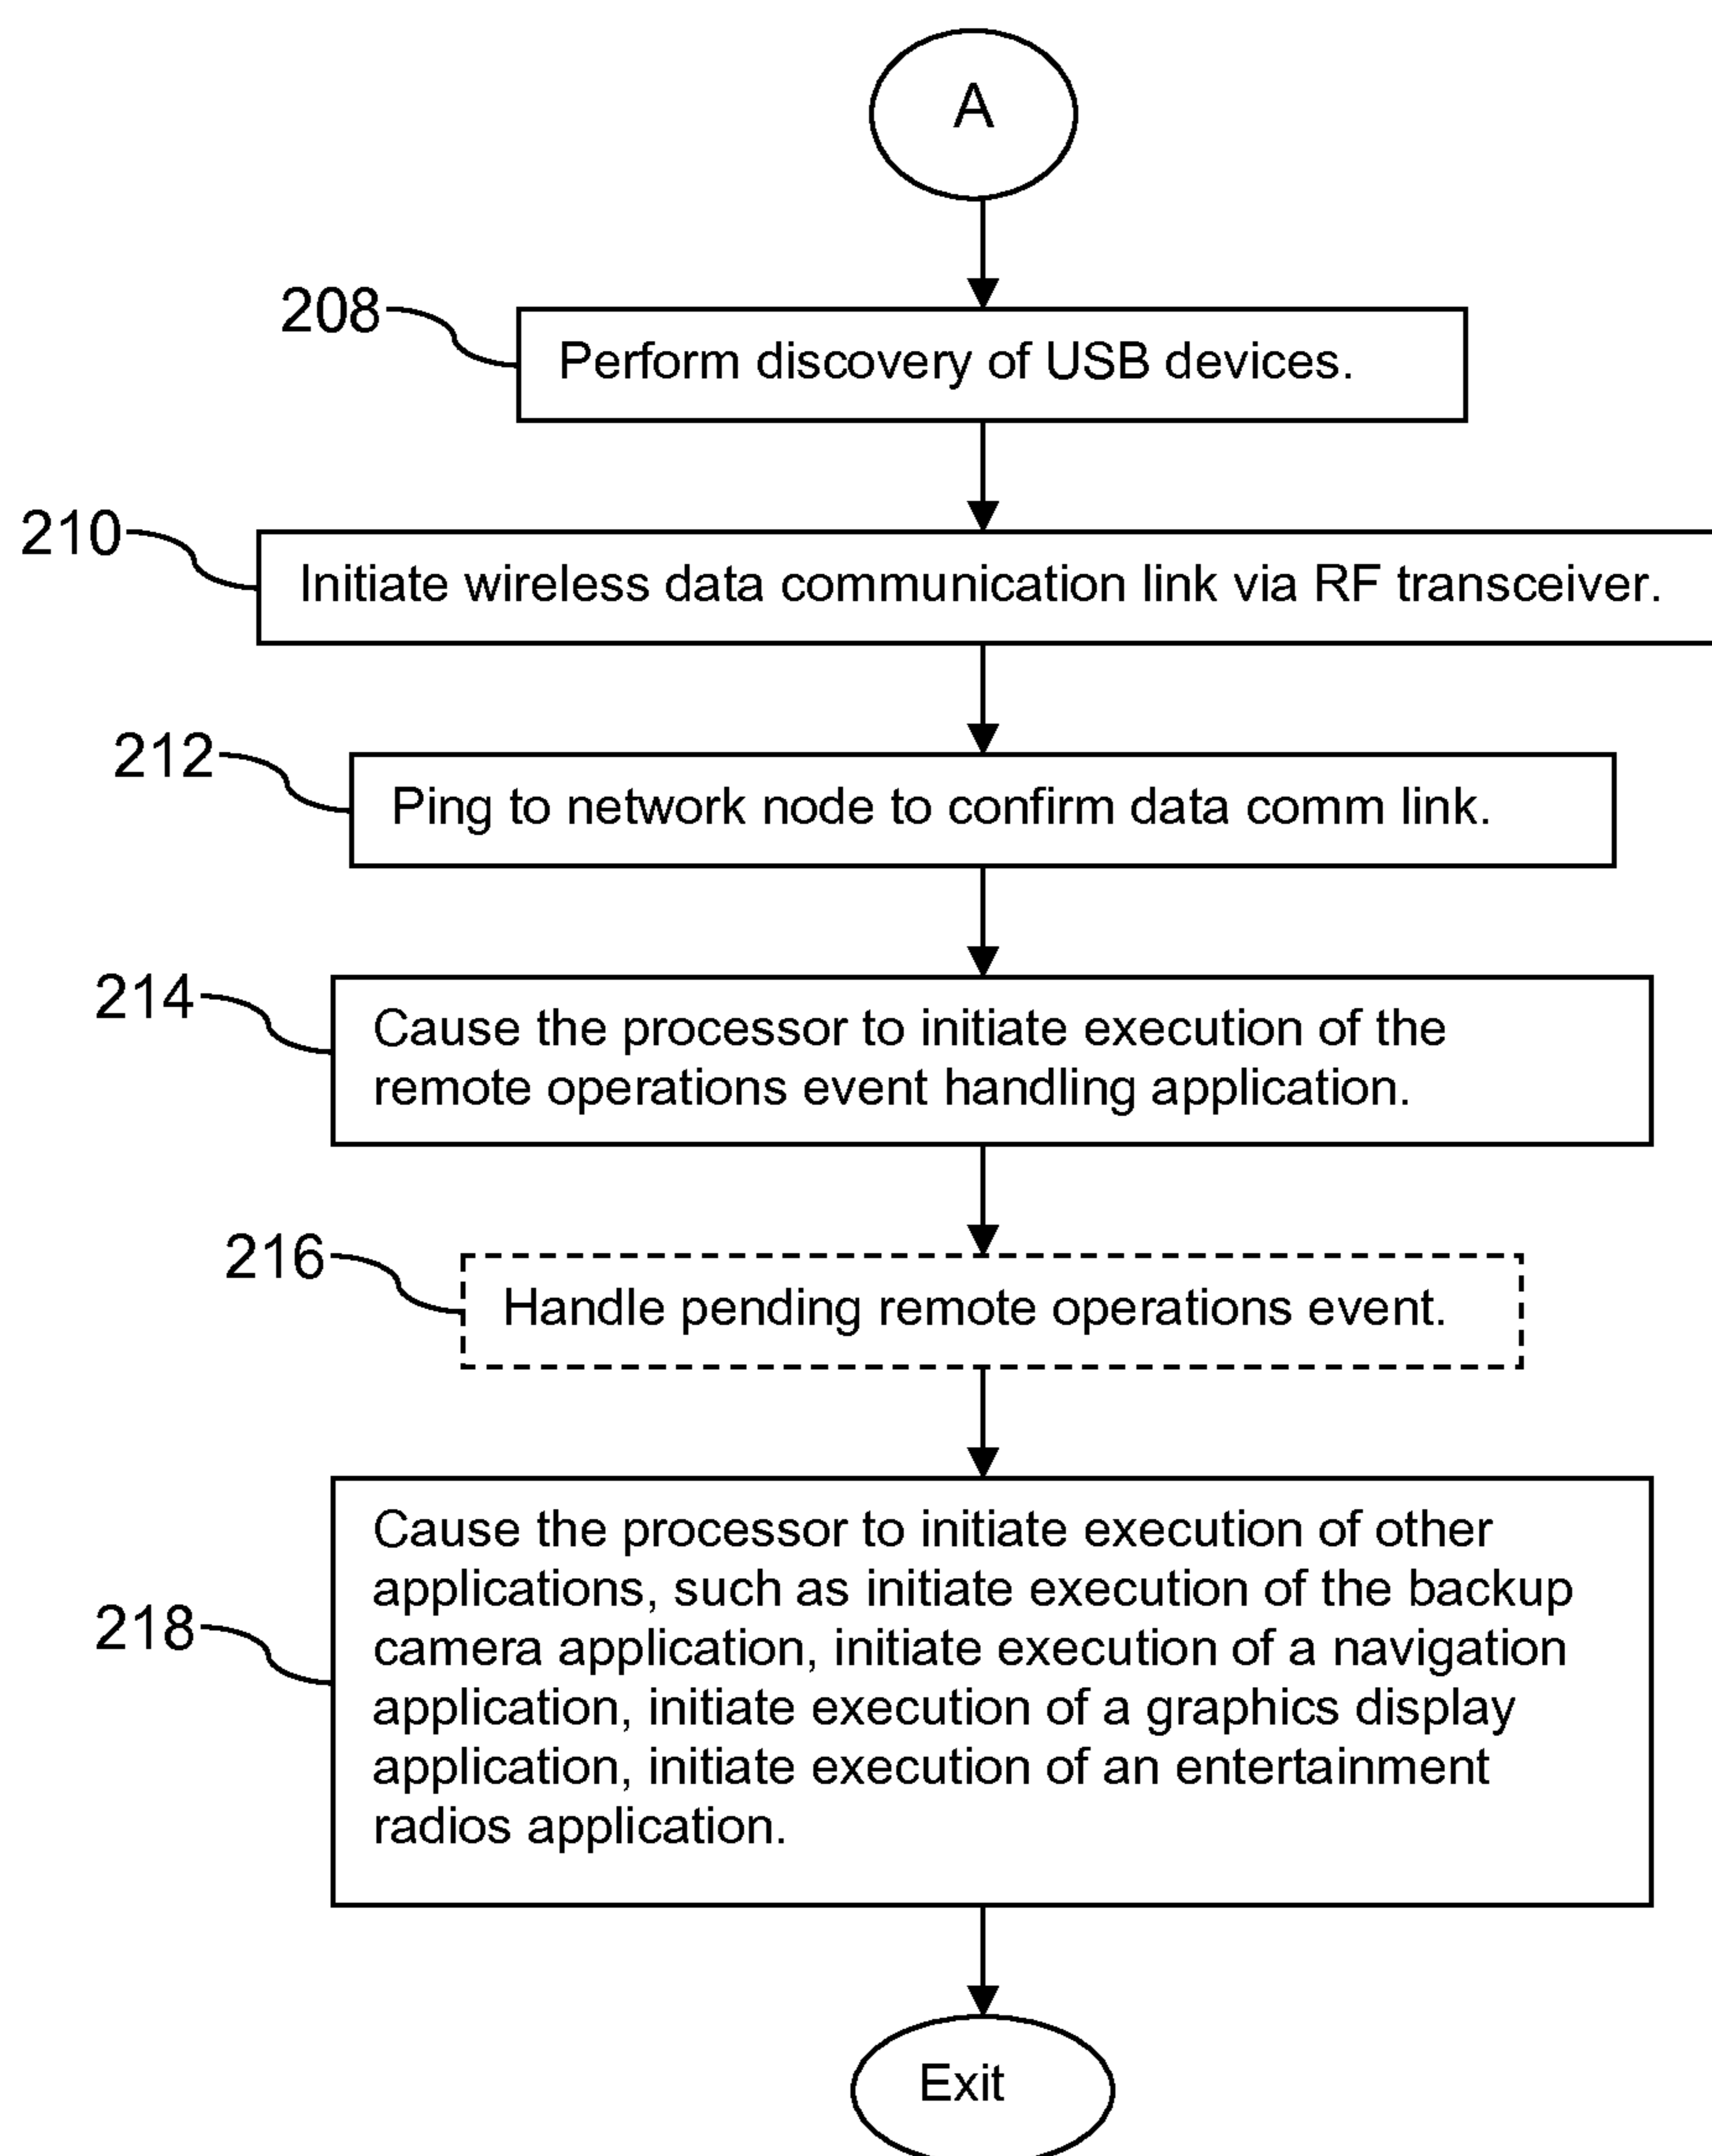 A
208
Perform discovery of USB devices.
210
Initiate wireless data communication link via RF transceiver.
212
Ping to network node to confirm data comm link.
214
Cause the processor to initiate execution of the
remote operations event handling application.
216
Handle pending remote operations event.
218
Cause the processor to initiate execution of other
applications, such as initiate execution of the backup
camera application, initiate execution of a navigation
application, initiate execution of a graphics display
application, initiate execution of an entertainment
radios application.
Exit